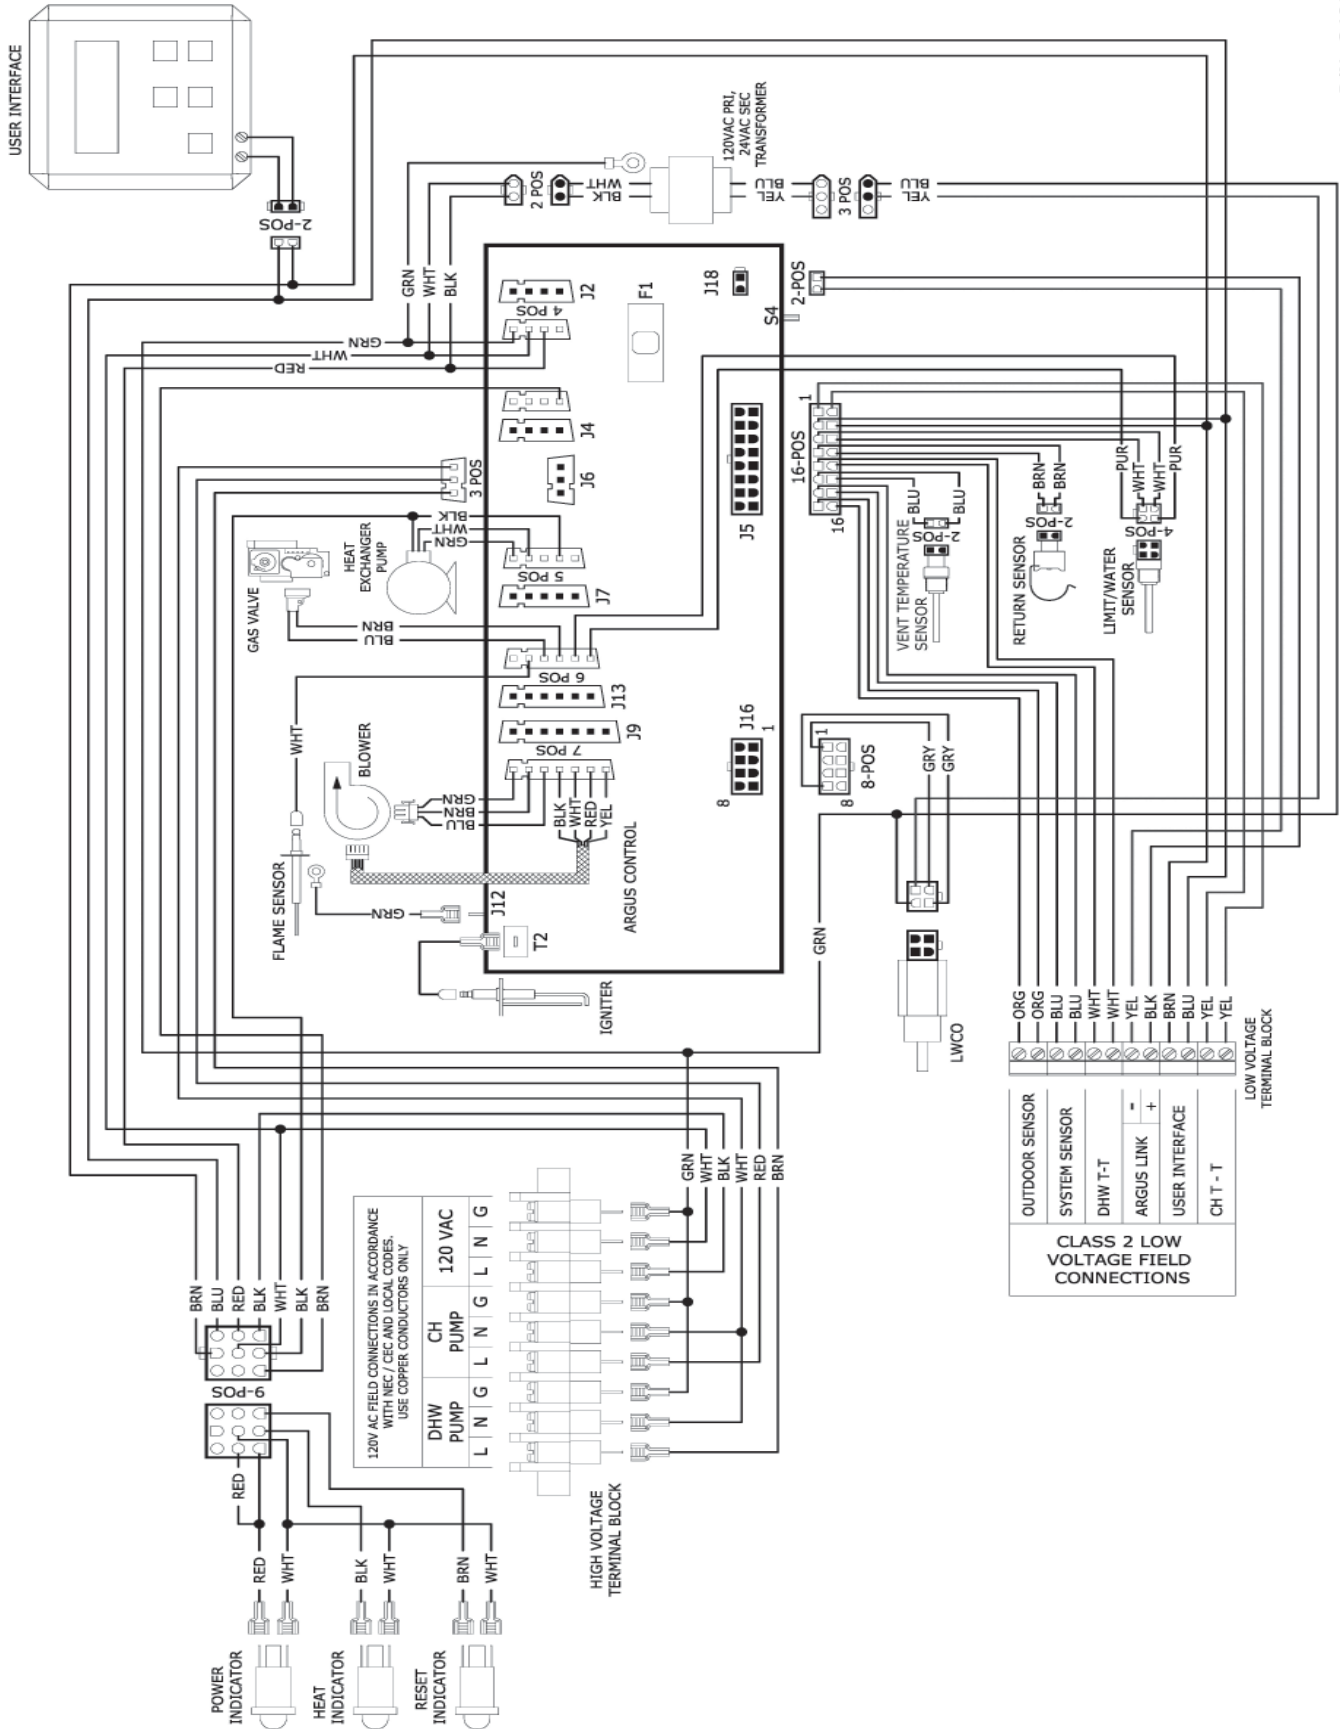 USER INTERFACE
2-POS
GRN
WHT
BLK
2 POS
WHT
BLK
120VAC PRI,
24VAC SEC
TRANSFORMER
BLU
YEL
3 POS
BLU
YEL
GRN
WHT
RED
J2
4 POS
F1
J18
S4
2-POS
J4
3 POS
J6
J5
16-POS
1
16
BLK
WHT
GRN
HEAT
EXCHANGER
PUMP
5 POS
J7
GAS VALVE
BRN
BLU
6 POS
J13
J9
7 POS
J16
1
8
1
8
8-POS
WHT
FLAME SENSOR
BLOWER
GRN
BRN
BLU
BLK
WHT
RED
YEL
ARGUS CONTROL
GRN
J12
T2
IGNITER
BLU
BLU
2-POS
VENT TEMPERATURE
SENSOR
BRN
BRN
2-POS
RETURN SENSOR
PUR
WHT
WHT
PUR
4-POS
LIMIT/WATER
SENSOR
GRY
GRY
GRN
LWCO
ORG
ORG
BLU
BLU
WHT
WHT
YEL
BLK
BRN
BLU
YEL
YEL
LOW VOLTAGE
TERMINAL BLOCK
OUTDOOR SENSOR
SYSTEM SENSOR
DHW T-T
ARGUS LINK
-
+
USER INTERFACE
CH T - T
CLASS 2 LOW
VOLTAGE FIELD
CONNECTIONS
BRN
BLU
RED
BLK
WHT
BLK
BRN
9-POS
GRN
WHT
BLK
WHT
RED
BRN
120V AC FIELD CONNECTIONS IN ACCORDANCE
WITH NEC / CEC AND LOCAL CODES.
USE COPPER CONDUCTORS ONLY
DHW
PUMP
CH
PUMP
120 VAC
L N G L N G L N G
HIGH VOLTAGE
TERMINAL BLOCK
RED
RED
WHT
BLK
WHT
BRN
WHT
POWER
INDICATOR
HEAT
INDICATOR
RESET
INDICATOR